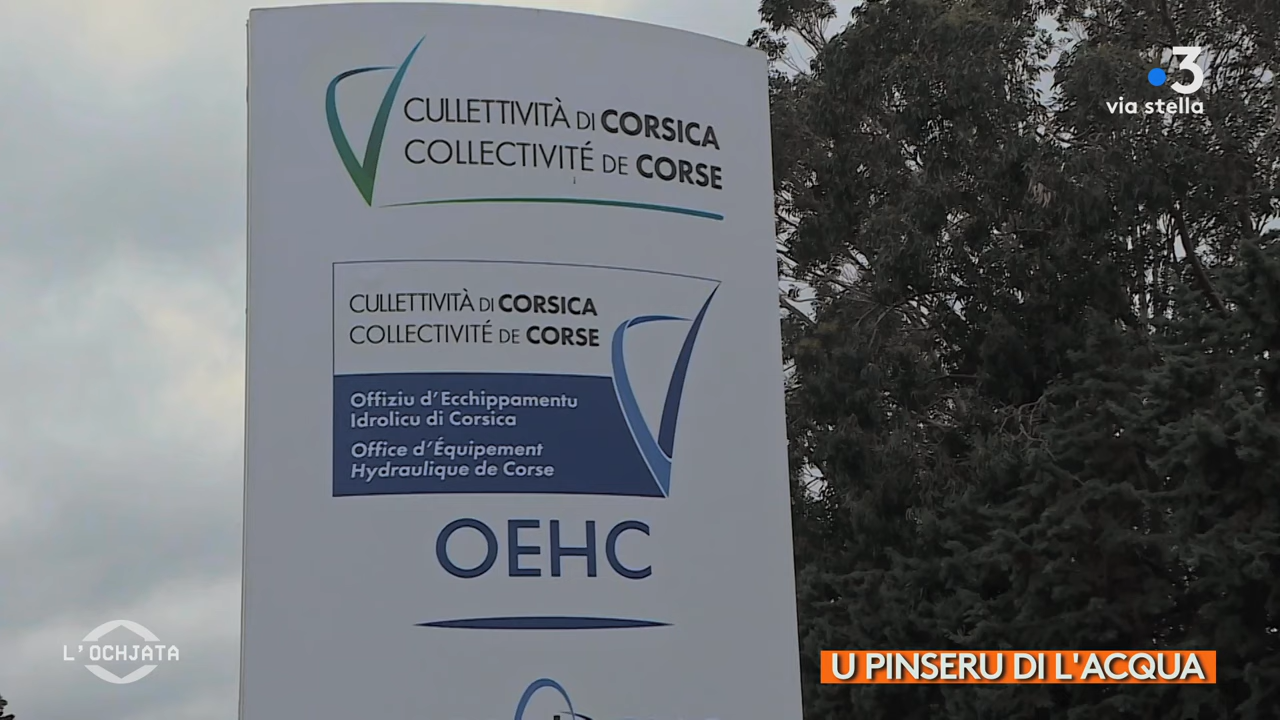 3
via stella
CULLETTIVITÀ DI CORSICA
COLLECTIVITÉ DE CORSE
CULLETTIVITÀ DI CORSICA
COLLECTIVITÉ DE CORSE
Offiziu d'Ecchippamentu
Idrolicu di Corsica
Office d'Équipement
Hydraulique de Corse
OEHC
L'OCHJATA
U PINSERU DI L'ACQUA